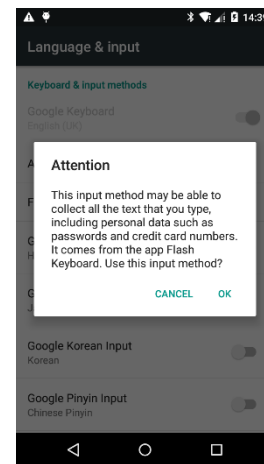 14:39
Language & input
Keyboard & input methods
Google Keyboard
English (UK)
A
Attention
This input method may be able to
collect all the text that you type,
including personal data such as
passwords and credit card numbers.
It comes from the app Flash
Keyboard. Use this input method?
F
G
H
G
J
CANCEL
OK
Google Korean Input
Korean
Google Pinyin Input
Chinese Pinyin